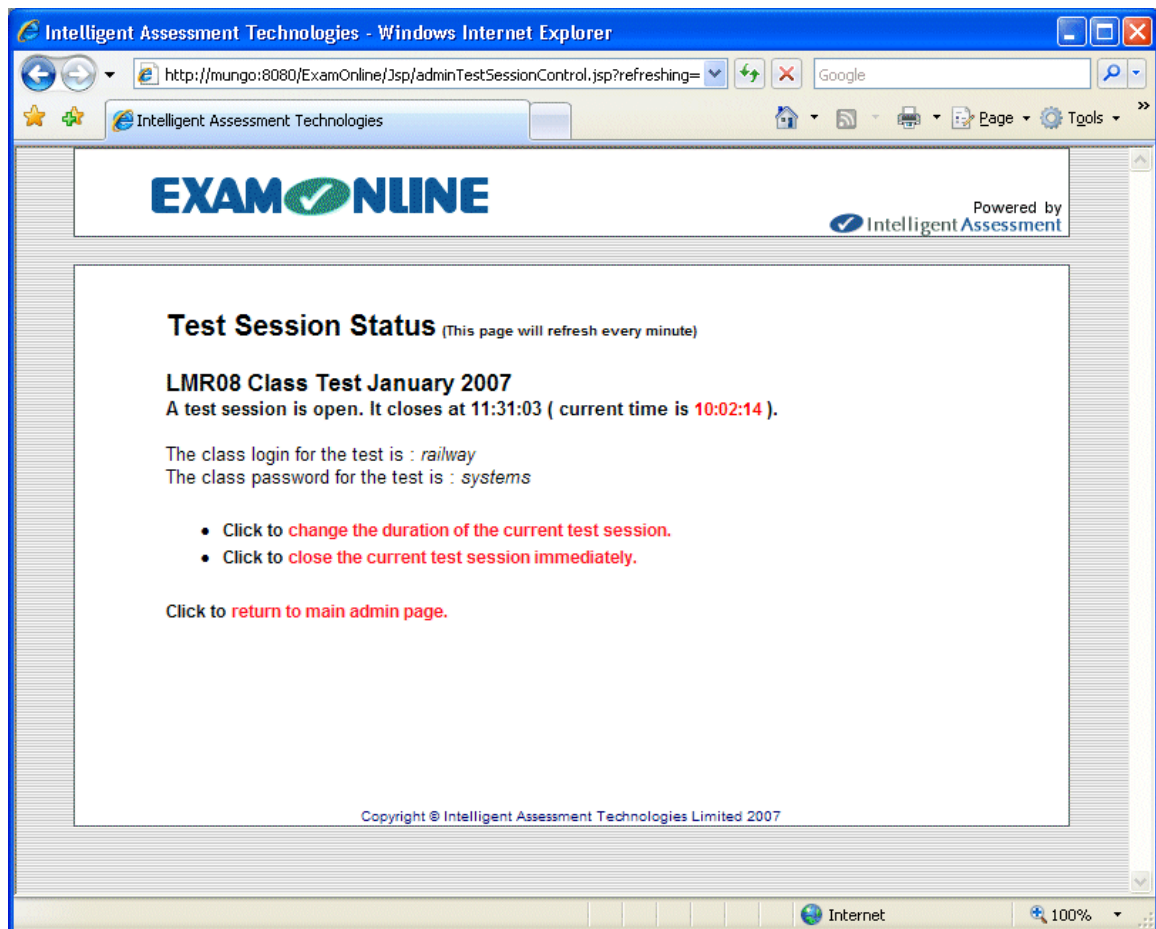 Intelligent Assessment Technologies - Windows Internet Explorer
http://mungo:8080/ExamOnline/Jsp/adminTestSessionControl.jsp?refreshing=
Google
Intelligent Assessment Technologies
Page
Tools
EXAM ONLINE
Powered by
Intelligent Assessment
Test Session Status (This page will refresh every minute)
LMR08 Class Test January 2007
A test session is open. It closes at 11:31:03 ( current time is 10:02:14 ).
The class login for the test is : railway
The class password for the test is : systems
• Click to change the duration of the current test session.
• Click to close the current test session immediately.
Click to return to main admin page.
Copyright © Intelligent Assessment Technologies Limited 2007
Internet
100%